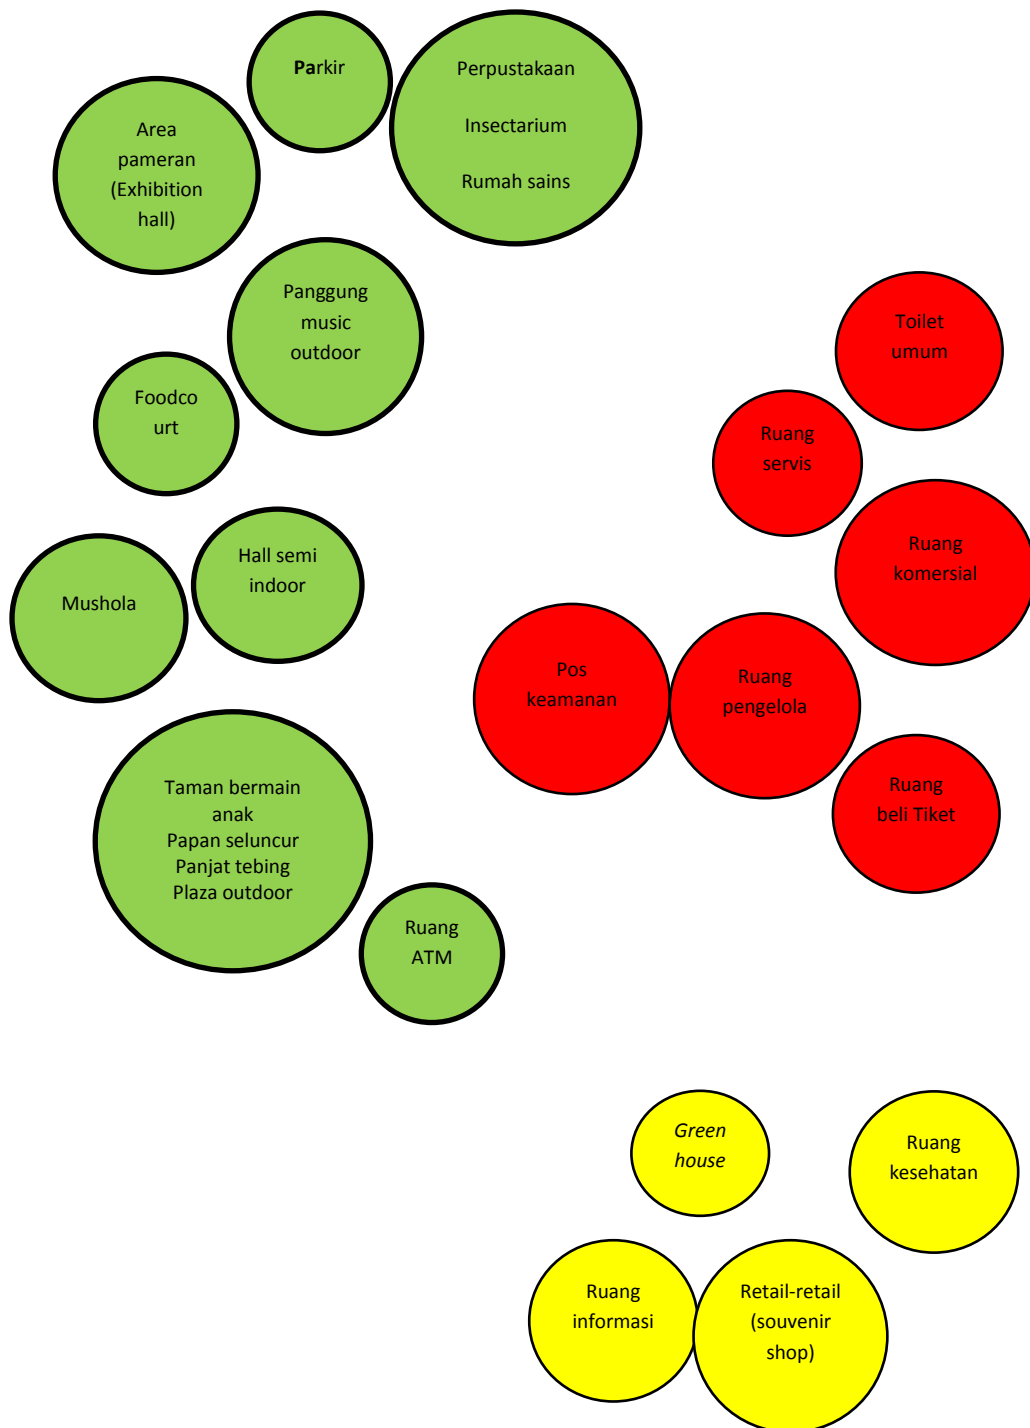 Parkir
Perpustakaan
Insectarium
Rumah sains
Area
pameran
(Exhibition
hall)
Panggung
music
outdoor
Toilet
umum
Foodco
urt
Ruang
servis
Hall semi
indoor
Mushola
Ruang
komersial
Pos
keamanan
Ruang
pengelola
Taman bermain
anak
Papan seluncur
Panjat tebing
Plaza outdoor
Ruang
beli Tiket
Ruang
ATM
Green
house
Ruang
kesehatan
Ruang
informasi
Retail-retail
(souvenir
shop)